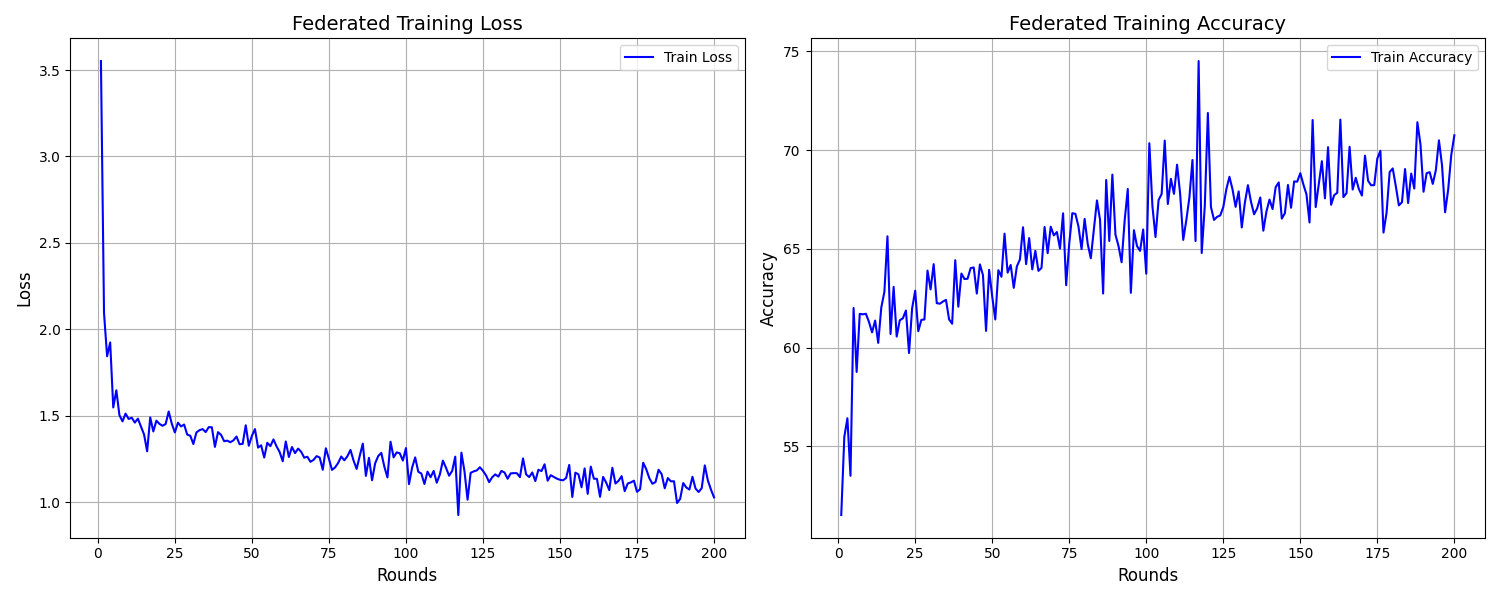 Federated Training Loss
Train Loss
Loss
3.5
3.0
2.5
2.0
1.5
1.0
0 25 50 75 100 125 150 175 200
Rounds
Federated Training Accuracy
Train Accuracy
Accuracy
75
70
65
60
55
0 25 50 75 100 125 150 175 200
Rounds